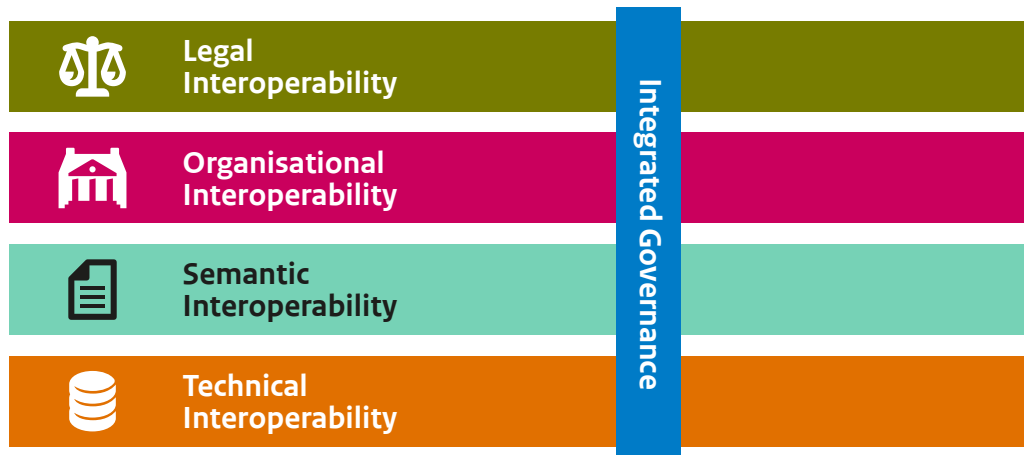 Legal
Interoperability
Organisational
Interoperability
Semantic
Interoperability
Technical
Interoperability
Integrated Governance